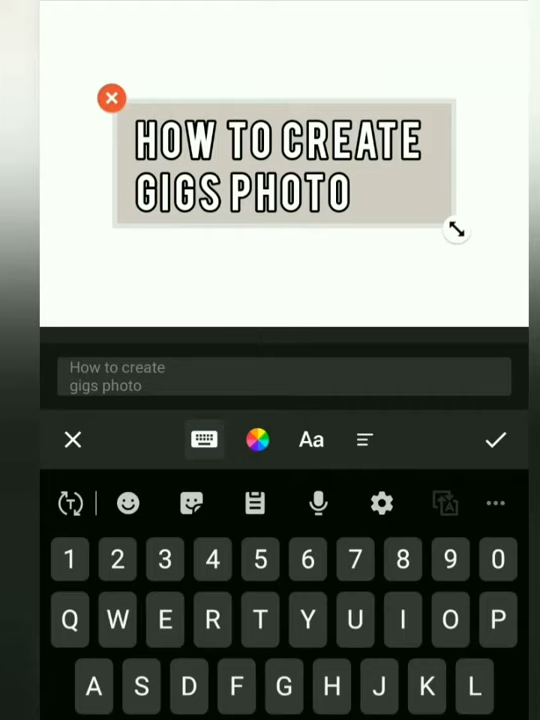 HOW TO CREATE
GIGS PHOTO
How to create
gigs photo
Aa
T
A
1 2 3 4 5 6 7 8 9 0
Q W E R T Y U I O P
A S D F G H J K L